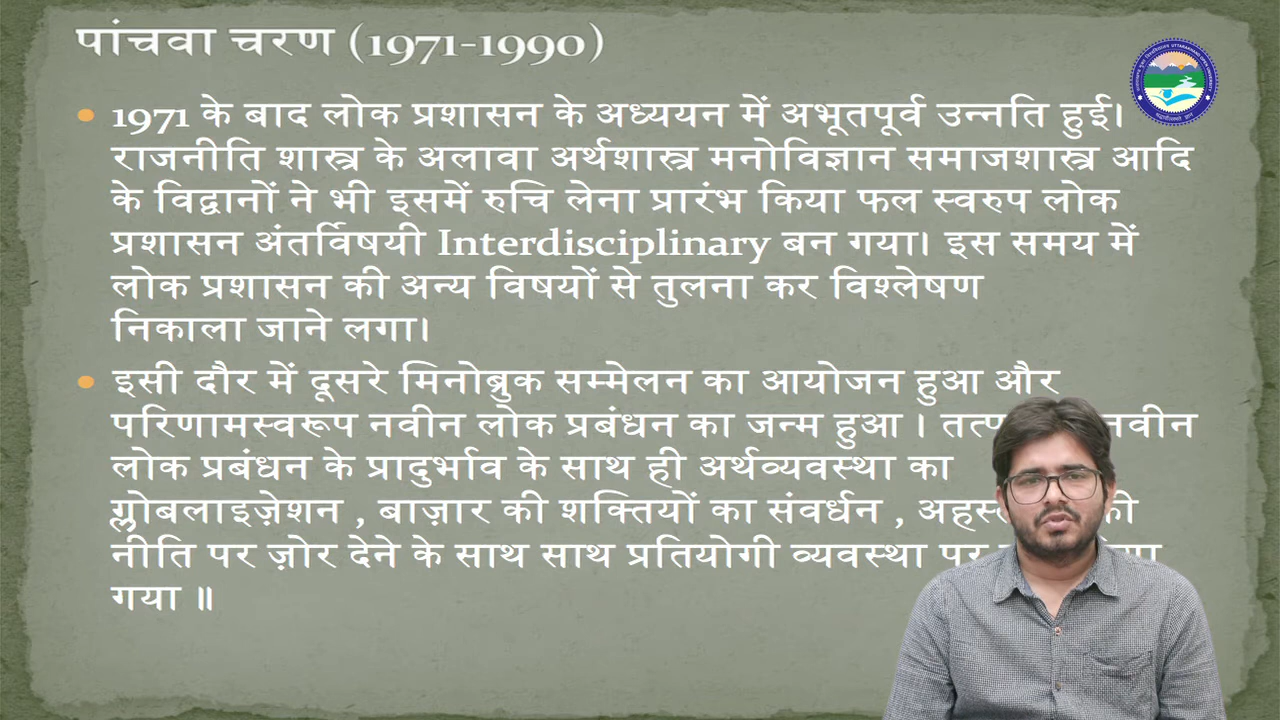 पांचवा चरण (1971-1990)
1971 के बाद लोक प्रशासन के अध्ययन में अभूतपूर्व उन्नति हुई।
राजनीति शास्त्र के अलावा अर्थशास्त्र मनोविज्ञान समाजशास्त्र आदि
के विद्वानों ने भी इसमें रुचि लेना प्रारंभ किया फल स्वरुप लोक
प्रशासन अंतर्विषयी Interdisciplinary बन गया। इस समय में
लोक प्रशासन की अन्य विषयों से तुलना कर विश्लेषण
निकाला जाने लगा।
इसी दौर में दूसरे मिनोब्रुक सम्मेलन का आयोजन हुआ और
परिणामस्वरूप नवीन लोक प्रबंधन का जन्म हुआ । नवीन
लोक प्रबंधन के प्रादुर्भाव के साथ ही अर्थव्यवस्था का
ग्लोबलाइज़ेशन , बाज़ार की शक्तियों का संवर्धन , की
नीति पर ज़ोर देने के साथ साथ प्रतियोगी व्यवस्था पर
गया ॥